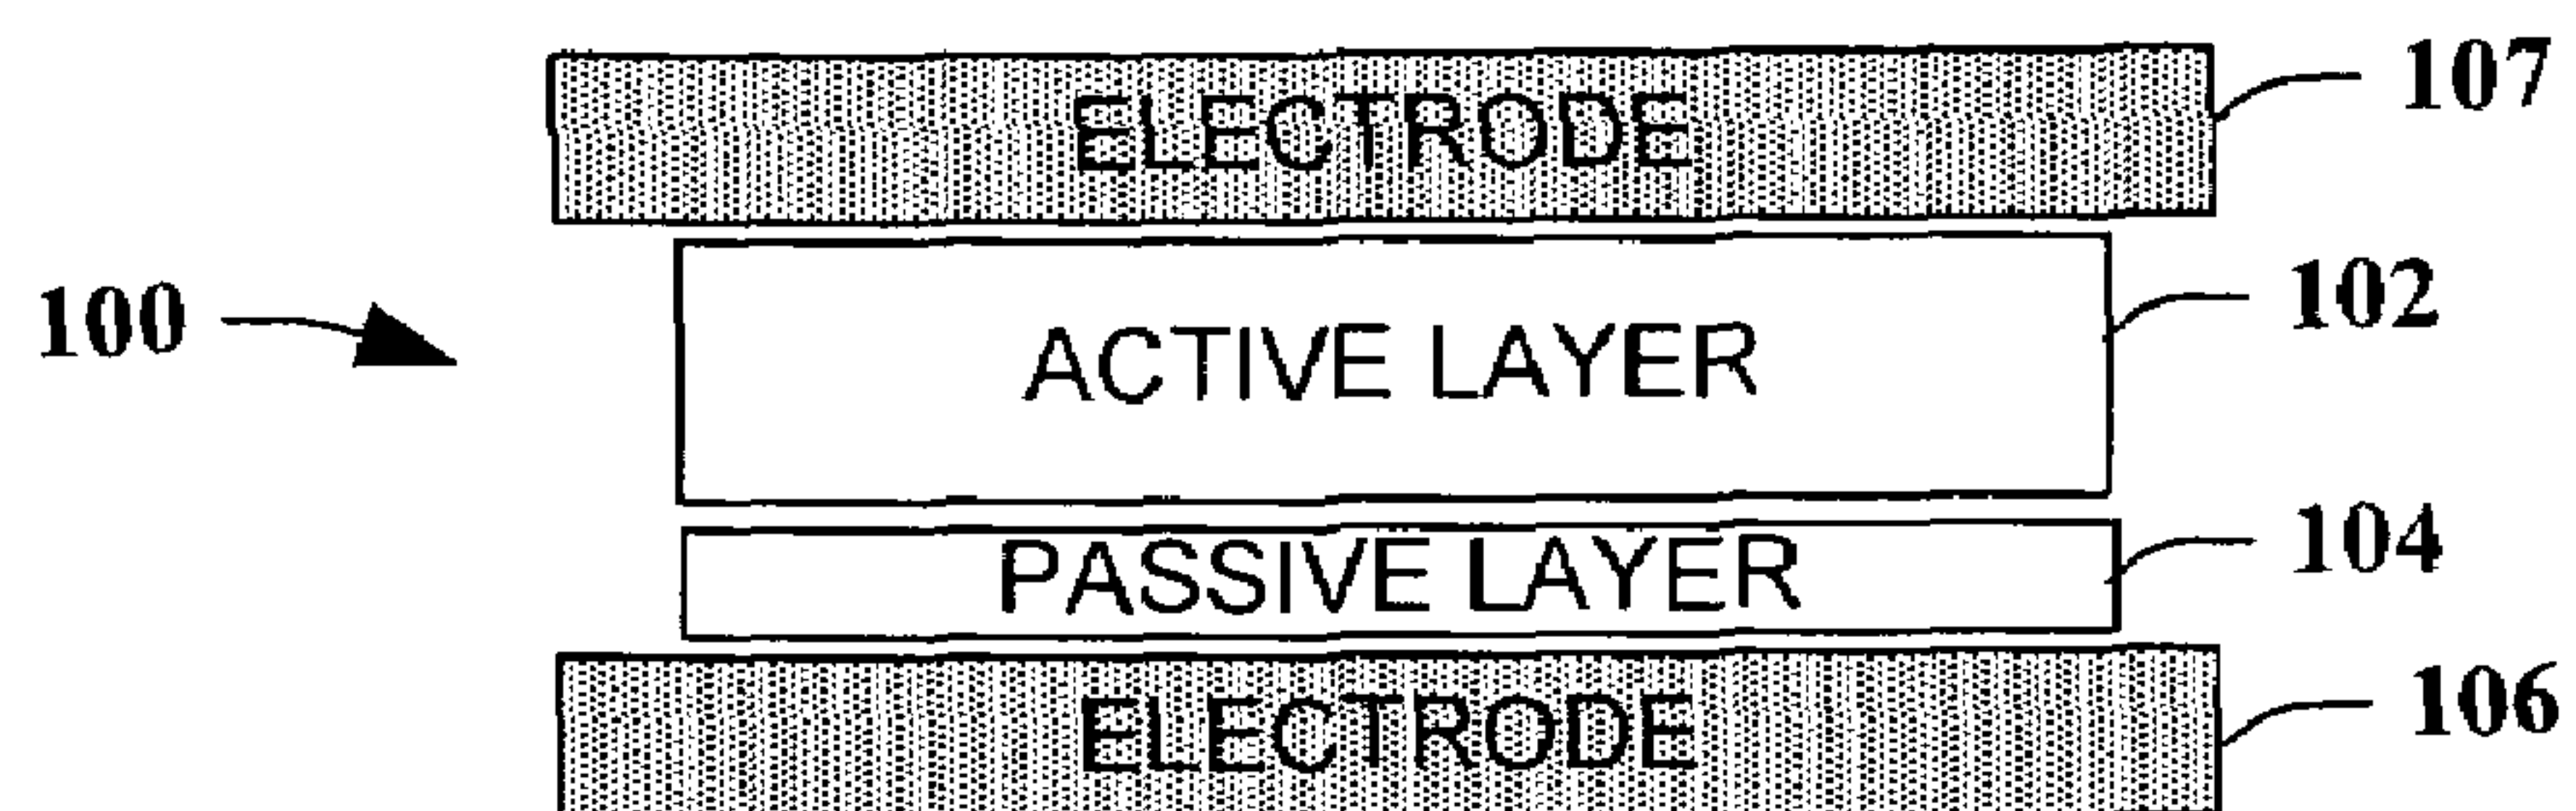 ELECTRODE 107
100 ACTIVE LAYER 102
PASSIVE LAYER 104
ELECTRODE 106